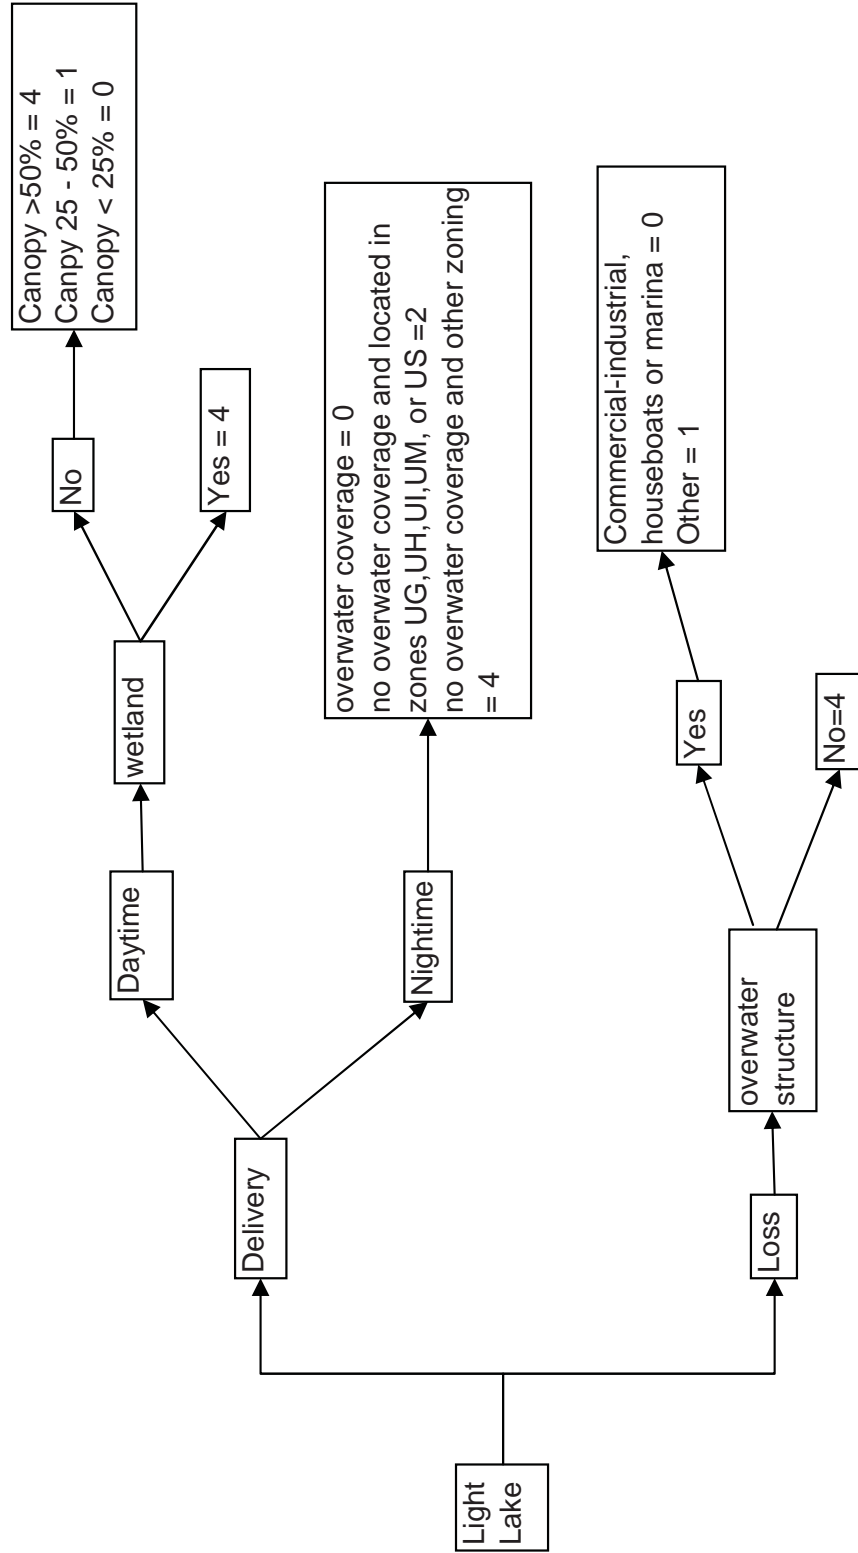 Light
Lake
Delivery
Daytime
wetland
No
Canopy >50% = 4
Canpy 25 - 50% = 1
Canopy < 25% = 0
Yes = 4
Nightime
overwater coverage = 0
no overwater coverage and located in
zones UG,UH,UI,UM, or US =2
no overwater coverage and other zoning
= 4
Loss
overwater
structure
Yes
Commercial-industrial,
houseboats or marina = 0
Other = 1
No=4